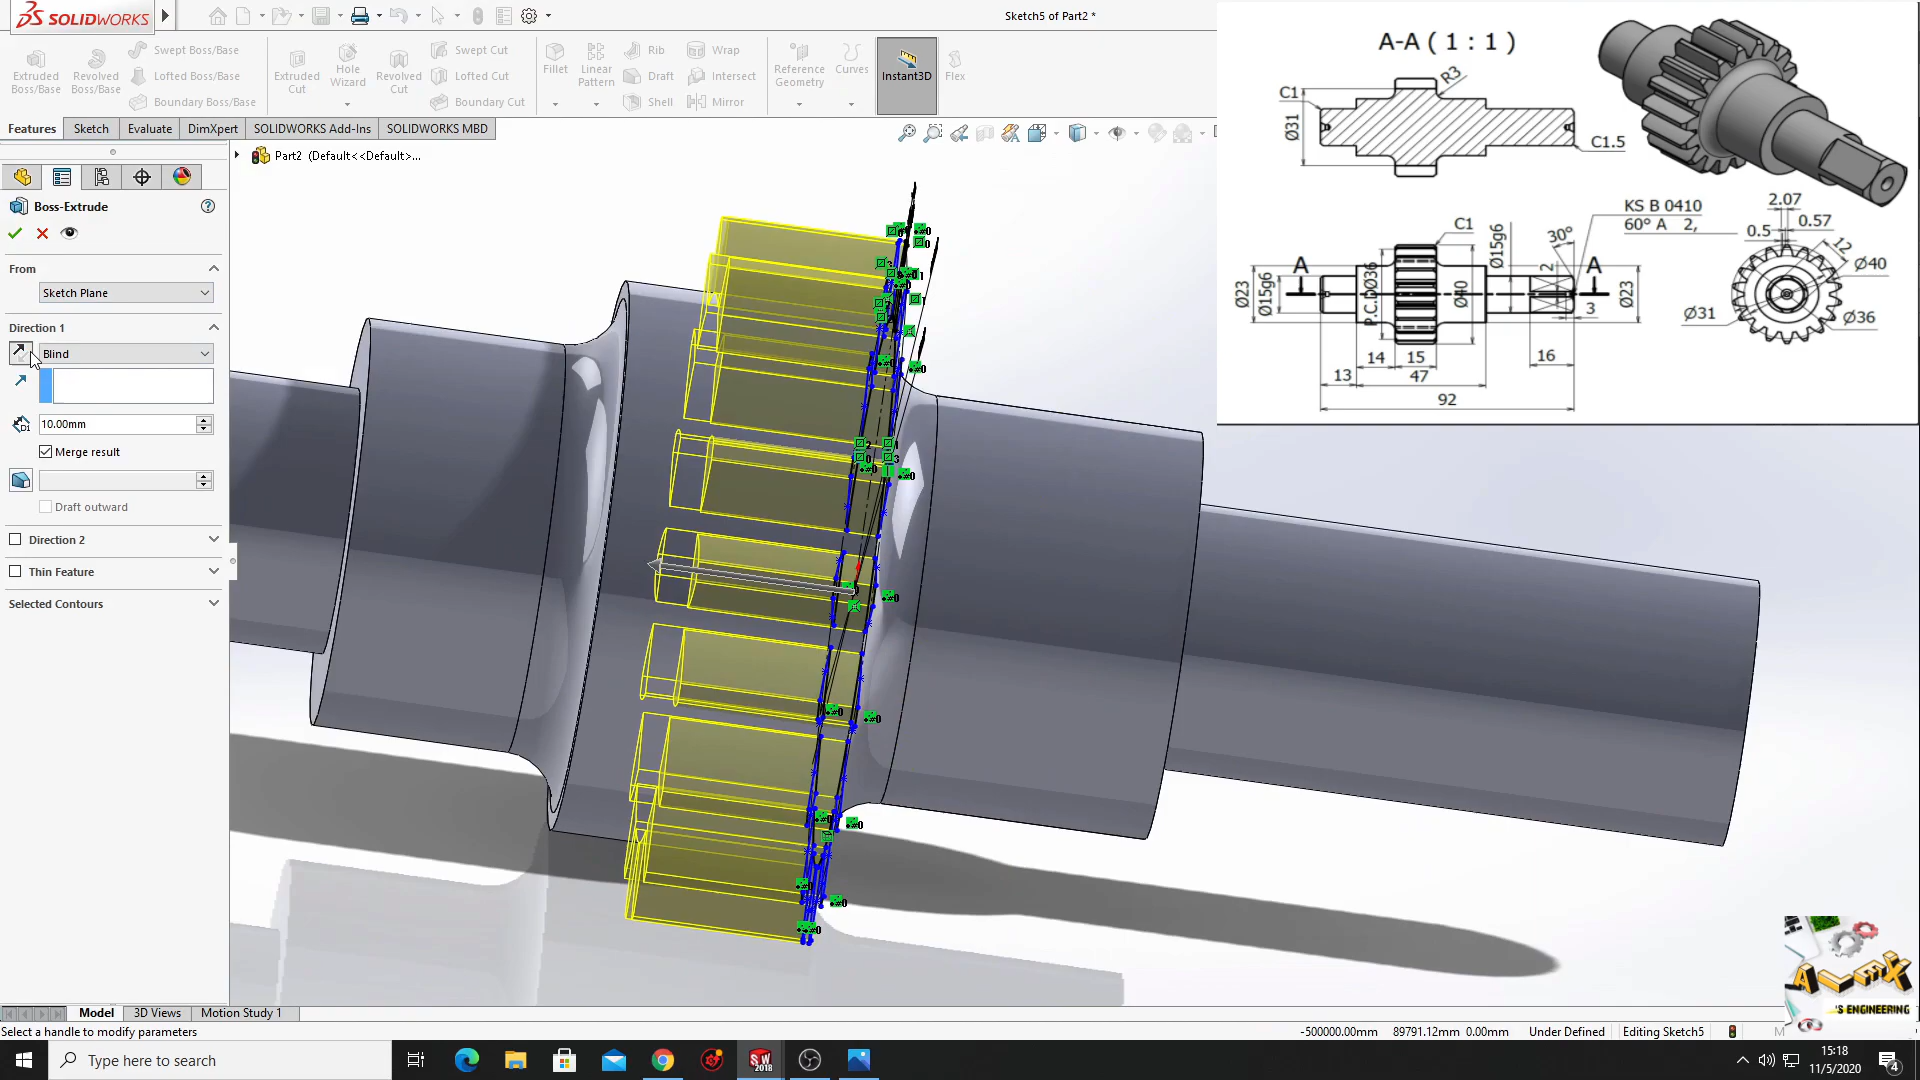 SOLIDWORKS
Sketch5 of Part2 *
Extruded Boss/Base
Revolved Boss/Base
Swept Boss/Base
Lofted Boss/Base
Boundary Boss/Base
Extruded Cut
Hole Wizard
Revolved Cut
Swept Cut
Lofted Cut
Boundary Cut
Fillet
Linear Pattern
Rib
Draft
Shell
Wrap
Intersect
Mirror
Reference Geometry
Curves
Instant3D
Flex
Features
Sketch
Evaluate
DimXpert
SOLIDWORKS Add-Ins
SOLIDWORKS MBD
Part2 (Default<<Default>...
Boss-Extrude
From
Sketch Plane
Direction 1
Blind
10.00mm
Merge result
Draft outward
Direction 2
Thin Feature
Selected Contours
A-A ( 1 : 1 )
R3
C1
Ø31
C1.5
KS B 0410
60° A 2,
2.07
0.57
0.5
12
Ø40
Ø31
Ø36
C1
Ø15g6
30°
2
A
A
Ø23
Ø15g6
P.C.DØ36
Ø40
Ø23
3
14
15
16
13
47
92
ALEX
'S ENGINEERING
Model
3D Views
Motion Study 1
Select a handle to modify parameters
-500000.00mm
89791.12mm
0.00mm
Under Defined
Editing Sketch5
Type here to search
SW
2018
15:18
11/5/2020
4